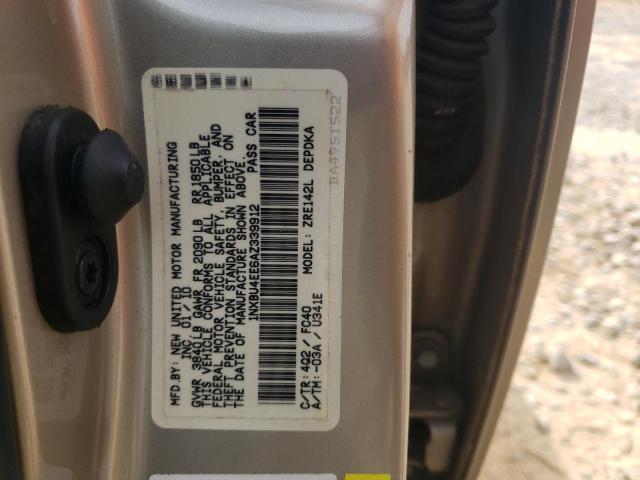 MFD.BY: NEW UNITED MOTOR MANUFACTURING
INC. 01/10
GVWR 3840LB GAWR FR 2090LB RR1850LB
THIS VEHICLE CONFORMS TO ALL APPLICABLE
FEDERAL MOTOR VEHICLE SAFETY, BUMPER, AND
THEFT PREVENTION STANDARDS IN EFFECT ON
THE DATE OF MANUFACTURE SHOWN ABOVE.
1NXBU4EE6AZ339912 PASS CAR
C/TR: 4Q2 / FC40 MODEL: ZRE142L DEPDKA
A/TM: -03A / U341E
BA4951522